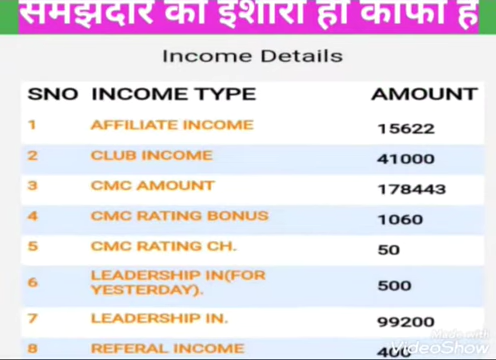 समझदार को इशारा ही काफी है
Income Details
SNO INCOME TYPE AMOUNT
1 AFFILIATE INCOME 15622
2 CLUB INCOME 41000
3 CMC AMOUNT 178443
4 CMC RATING BONUS 1060
5 CMC RATING CH. 50
6 LEADERSHIP IN(FOR
YESTERDAY). 500
7 LEADERSHIP IN. 99200
8 REFERAL INCOME 400
Made with
VideoShow